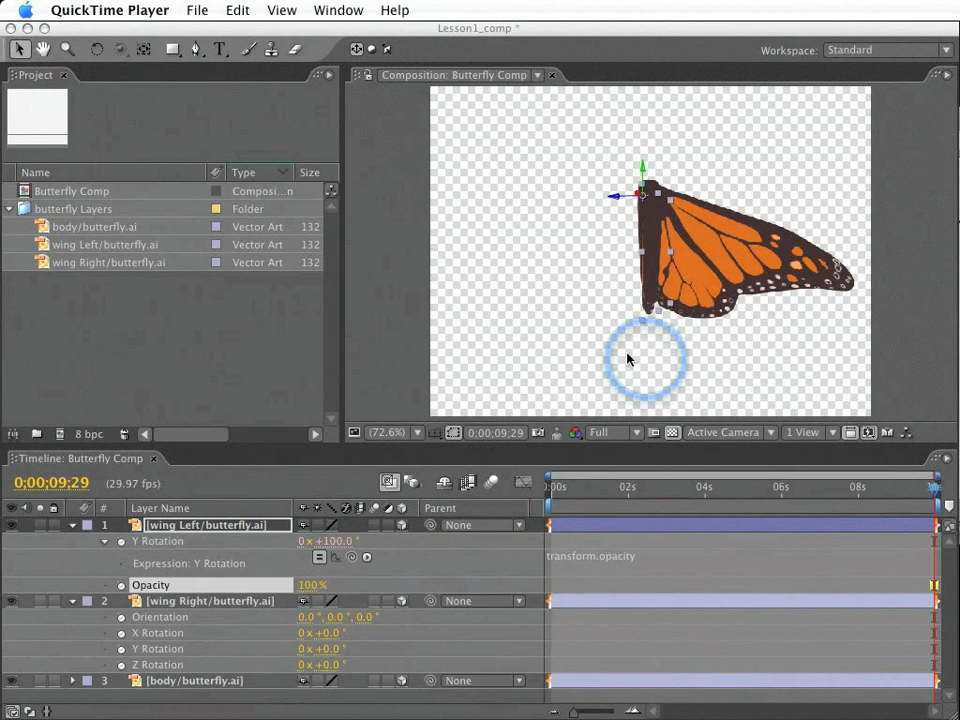 QuickTime Player File Edit View Window Help
Lesson1_comp *
T Workspace: Standard
Project
Composition: Butterfly Comp
Name Type Size
Butterfly Comp Composi...n
butterfly Layers Folder
body/butterfly.ai Vector Art 132
wing Left/butterfly.ai Vector Art 132
wing Right/butterfly.ai Vector Art 132
8 bpc
(72.6%) 0;00;09;29 Full Active Camera 1 View
Timeline: Butterfly Comp
0;00;09;29 (29.97 fps)
:00s 02s 04s 06s 08s
# Layer Name Parent
1 [wing Left/butterfly.ai] None
Y Rotation 0 x +100.0 °
Expression: Y Rotation = transform.opacity
Opacity 100 %
2 [wing Right/butterfly.ai] None
Orientation 0.0 °, 0.0 °, 0.0 °
X Rotation 0 x +0.0 °
Y Rotation 0 x +0.0 °
Z Rotation 0 x +0.0 °
3 [body/butterfly.ai] None